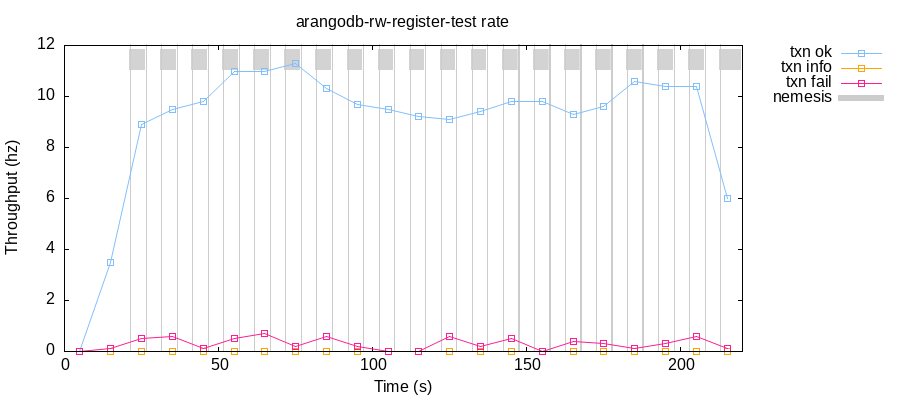 arangodb-rw-register-test rate
12
10
8
6
4
2
0
0
50
100
150
200
Throughput (hz)
Time (s)
txn ok
txn info
txn fail
nemesis